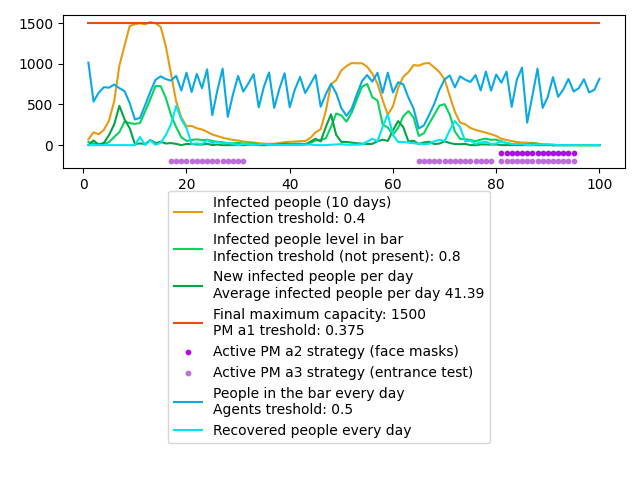 1500
1000
500
0
0 20 40 60 80 100
Infected people (10 days)
Infection treshold: 0.4
Infected people level in bar
Infection treshold (not present): 0.8
New infected people per day
Average infected people per day 41.39
Final maximum capacity: 1500
PM a1 treshold: 0.375
Active PM a2 strategy (face masks)
Active PM a3 strategy (entrance test)
People in the bar every day
Agents treshold: 0.5
Recovered people every day